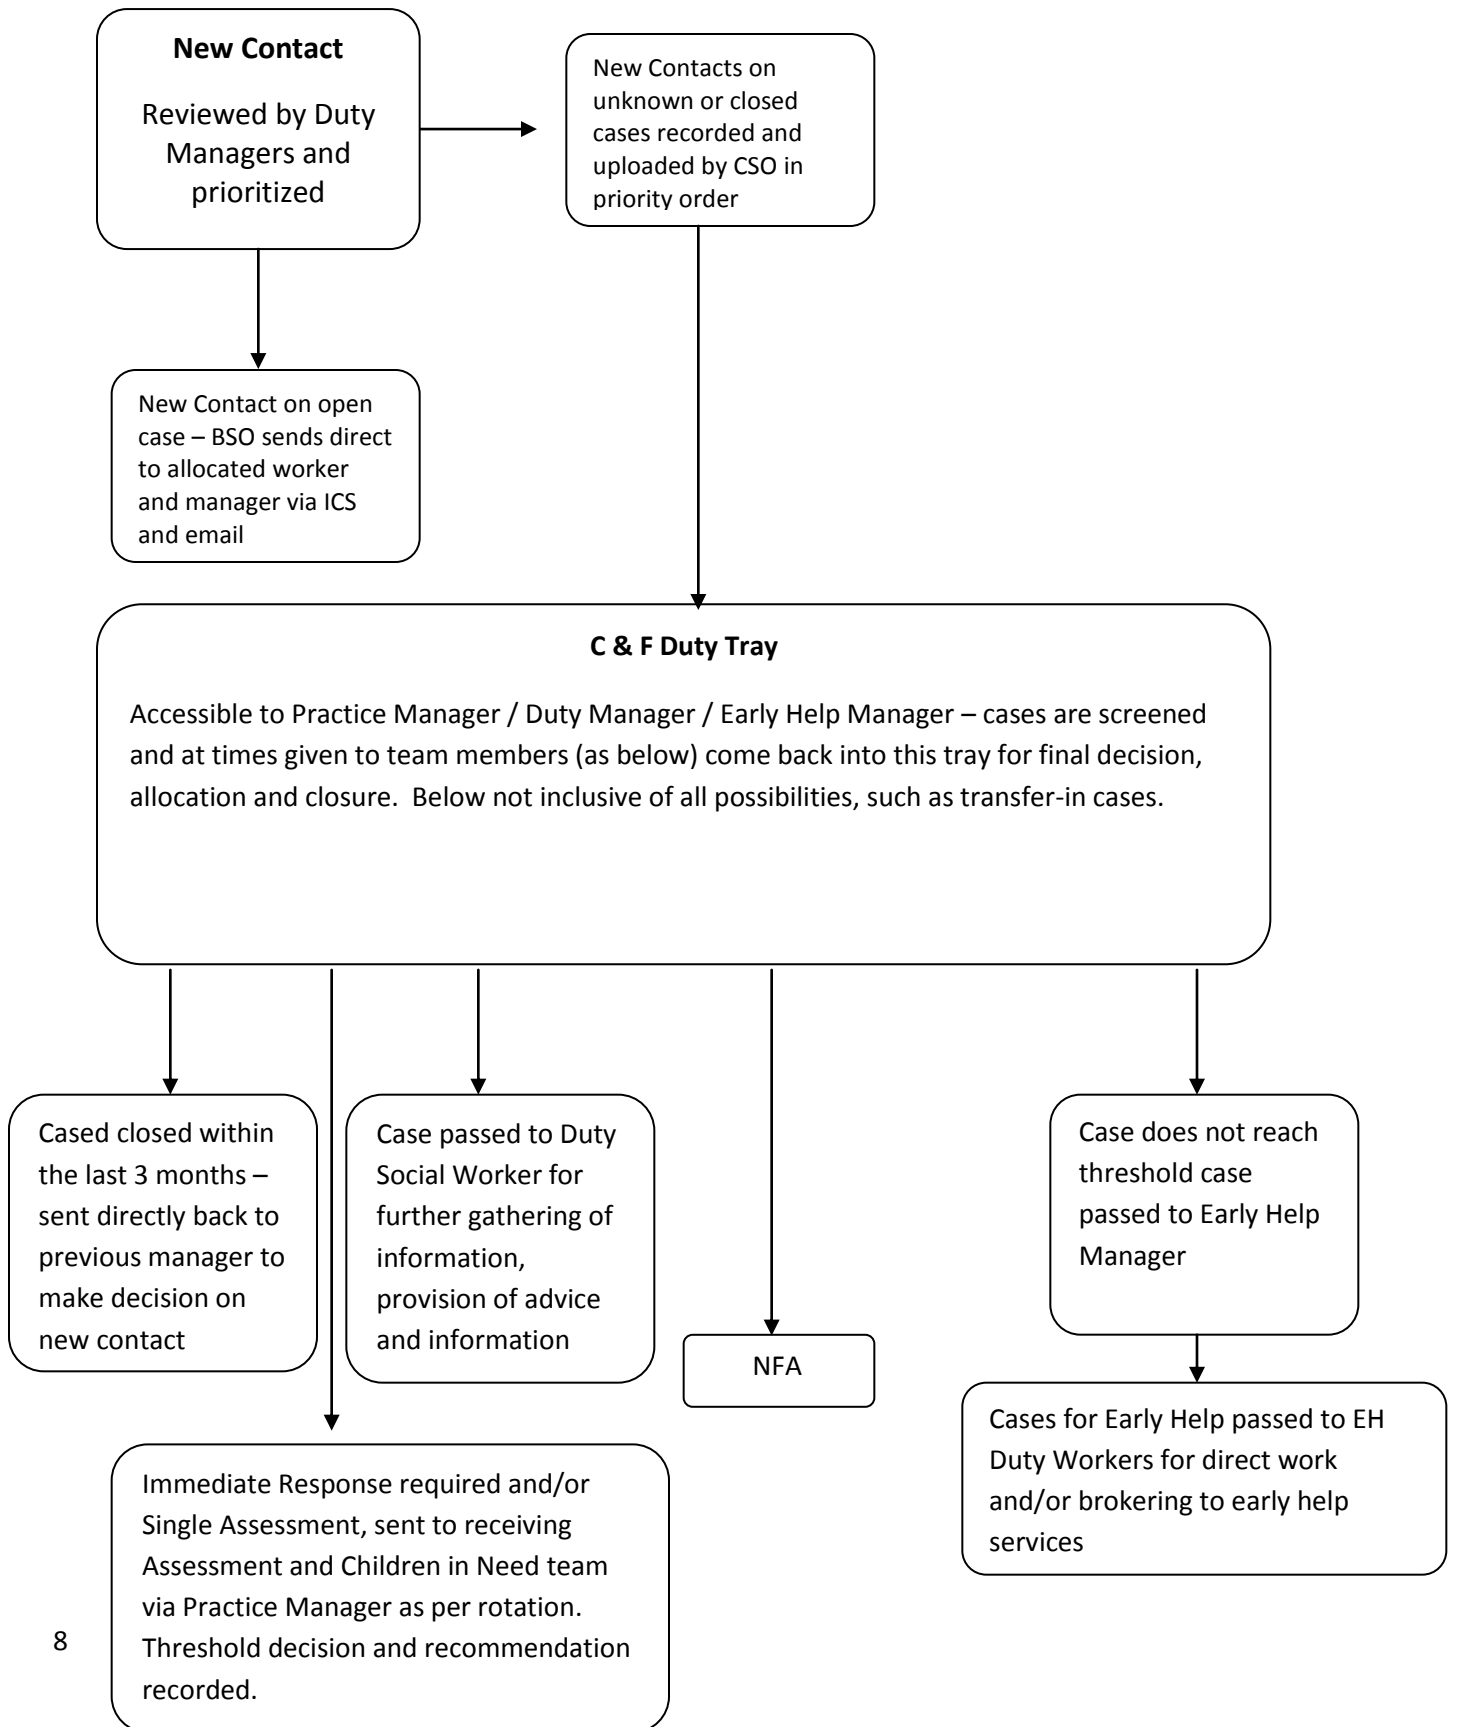 New Contact
Reviewed by Duty
Managers and
prioritized
New Contacts on
unknown or closed
cases recorded and
uploaded by CSO in
priority order
New Contact on open
case – BSO sends direct
to allocated worker
and manager via ICS
and email
C & F Duty Tray
Accessible to Practice Manager / Duty Manager / Early Help Manager – cases are screened
and at times given to team members (as below) come back into this tray for final decision,
allocation and closure.  Below not inclusive of all possibilities, such as transfer-in cases.
Cased closed within
the last 3 months –
sent directly back to
previous manager to
make decision on
new contact
Case passed to Duty
Social Worker for
further gathering of
information,
provision of advice
and information
NFA
Case does not reach
threshold case
passed to Early Help
Manager
Cases for Early Help passed to EH
Duty Workers for direct work
and/or brokering to early help
services
Immediate Response required and/or
Single Assessment, sent to receiving
Assessment and Children in Need team
via Practice Manager as per rotation.
Threshold decision and recommendation
recorded.
8